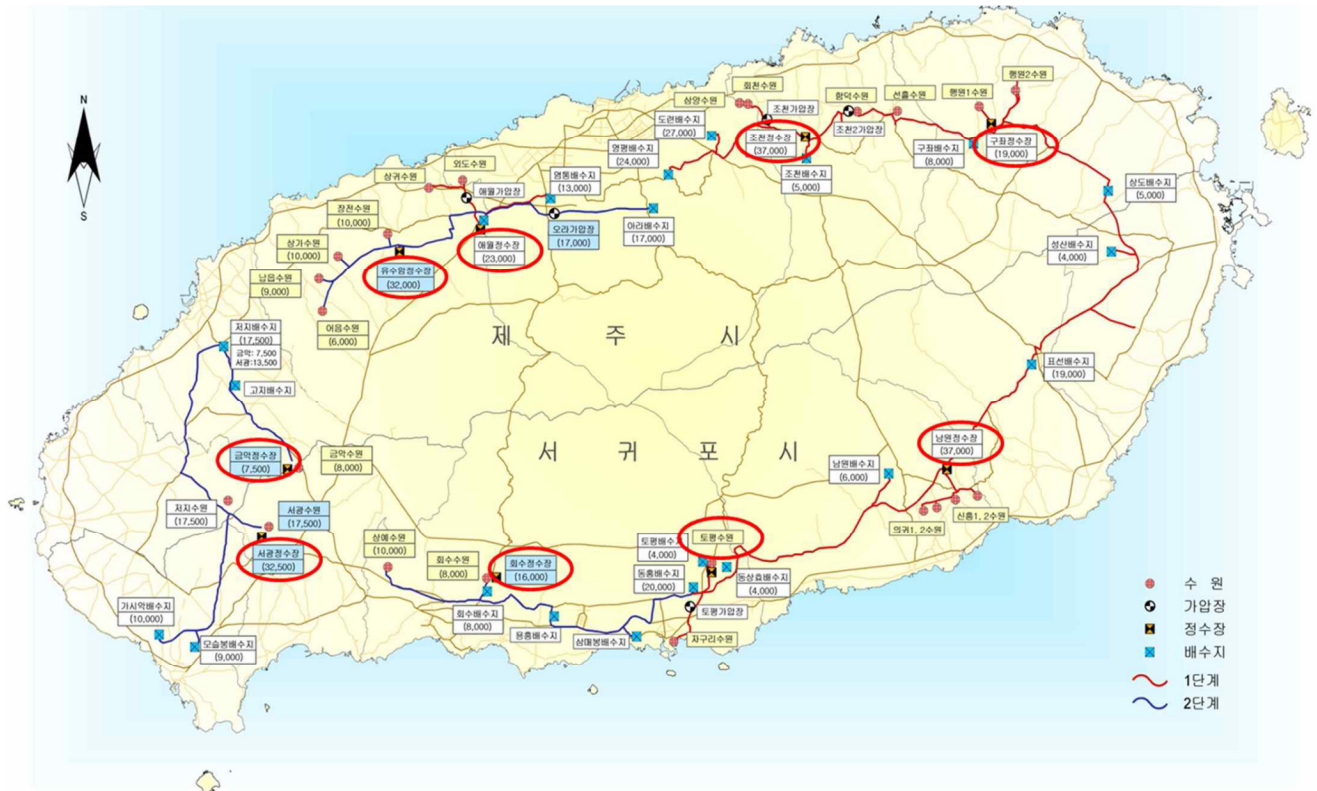 N
S
행원2수원
회천수원
함덕수원
선흘수원
행원1수원
삼양수원
조천가압장
도련배수지
(27,000)
조천정수장
(37,000)
조천2가압장
구좌배수지
(8,000)
구좌정수장
(19,000)
영평배수지
(24,000)
조천배수지
(5,000)
외도수원
상귀수원
애월가압장
영통배수지
(13,000)
상도배수지
(5,000)
장전수원
(10,000)
오라가압장
(17,000)
아라배수지
(17,000)
상가수원
(10,000)
애월정수장
(23,000)
성산배수지
(4,000)
납읍수원
(9,000)
유수암정수장
(32,000)
어음수원
(6,000)
저지배수지
(17,500)
금악: 7,500
서광:13,500
제 주 시
고지배수지
표선배수지
(19,000)
금악정수장
(7,500)
금악수원
(8,000)
서 귀 포 시
남원배수지
(6,000)
남원정수장
(37,000)
저지수원
(17,500)
서광수원
(17,500)
의귀1, 2수원
신흥1, 2수원
서광정수장
(32,500)
상예수원
(10,000)
회수수원
(8,000)
회수정수장
(16,000)
토평배수지
(4,000)
토평수원
동홍배수지
(20,000)
동상효배수지
(4,000)
가시악배수지
(10,000)
모슬봉배수지
(9,000)
회수배수지
(8,000)
용흥배수지
삼매봉배수지
토평가압장
자구리수원
수 원
가압장
정수장
배수지
1단계
2단계